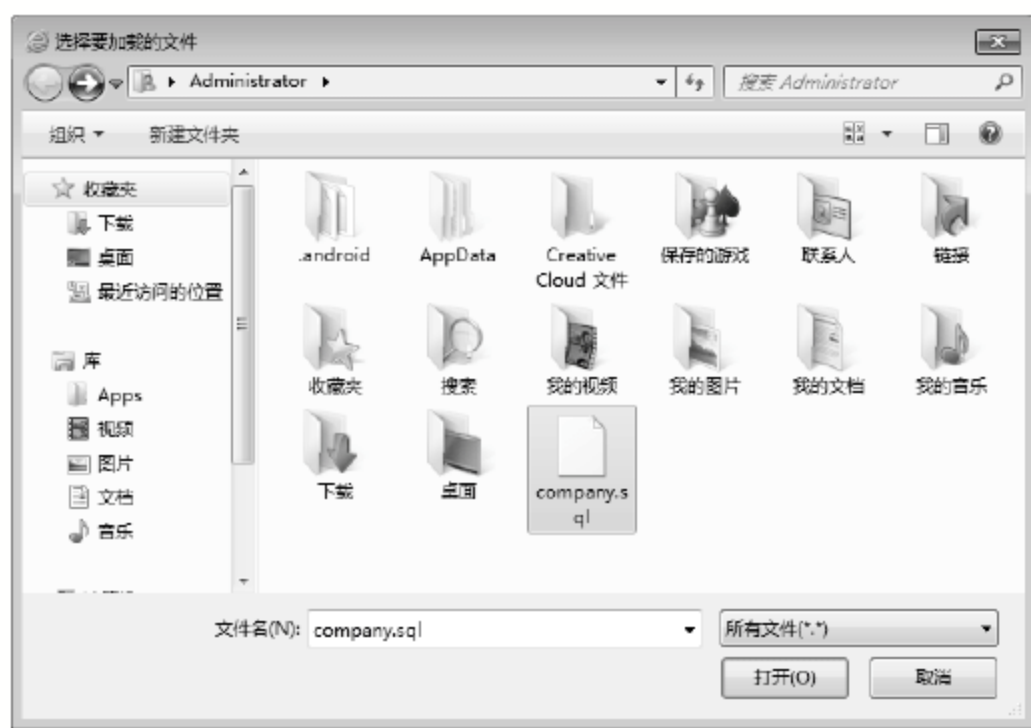 选择要加载的文件
Administrator
搜索 Administrator
组织
新建文件夹
收藏夹
下载
桌面
最近访问的位置
库
Apps
视频
图片
文档
音乐
.android
AppData
Creative
Cloud 文件
保存的游戏
联系人
链接
收藏夹
搜索
我的视频
我的图片
我的文档
我的音乐
下载
桌面
company.s
ql
文件名(N):
company.sql
所有文件(*.*)
打开(O)
取消